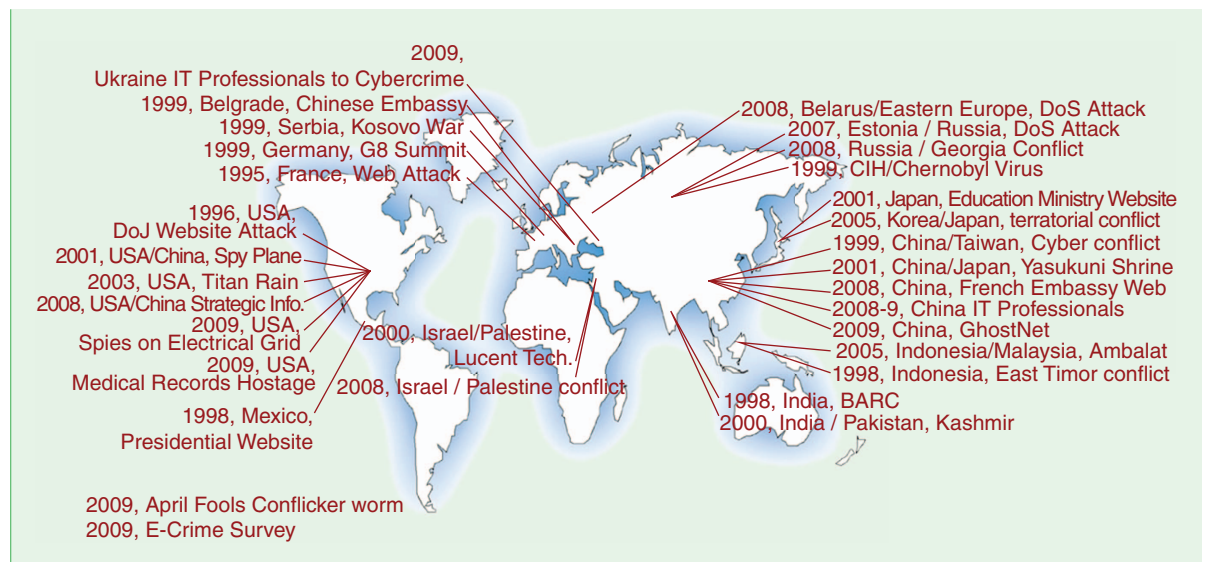 2009,
Ukraine IT Professionals to Cybercrime
1999, Belgrade, Chinese Embassy
1999, Serbia, Kosovo War
1999, Germany, G8 Summit
1995, France, Web Attack
1996, USA,
DoJ Website Attack
2001, USA/China, Spy Plane
2003, USA, Titan Rain
2008, USA/China Strategic Info.
2009, USA,
Spies on Electrical Grid
2009, USA,
Medical Records Hostage
1998, Mexico,
Presidential Website
2000, Israel/Palestine,
Lucent Tech.
2008, Israel / Palestine conflict
2008, Belarus/Eastern Europe, DoS Attack
2007, Estonia / Russia, DoS Attack
2008, Russia / Georgia Conflict
1999, CIH/Chernobyl Virus
2001, Japan, Education Ministry Website
2005, Korea/Japan, terratorial conflict
1999, China/Taiwan, Cyber conflict
2001, China/Japan, Yasukuni Shrine
2008, China, French Embassy Web
2008-9, China IT Professionals
2009, China, GhostNet
2005, Indonesia/Malaysia, Ambalat
1998, Indonesia, East Timor conflict
1998, India, BARC
2000, India / Pakistan, Kashmir
2009, April Fools Conflicker worm
2009, E-Crime Survey